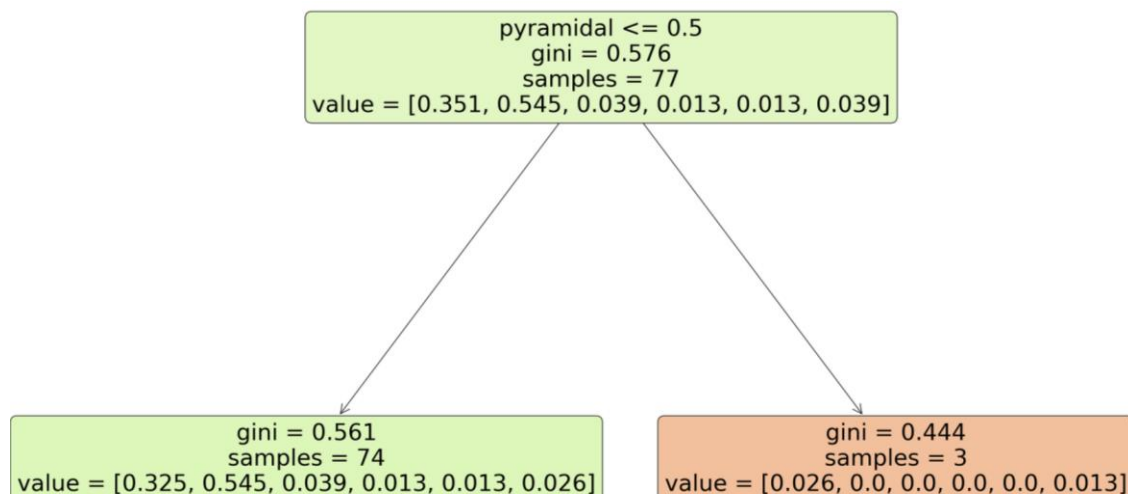 pyramidal <= 0.5
gini = 0.576
samples = 77
value = [0.351, 0.545, 0.039, 0.013, 0.013, 0.039]
gini = 0.561
samples = 74
value = [0.325, 0.545, 0.039, 0.013, 0.013, 0.026]
gini = 0.444
samples = 3
value = [0.026, 0.0, 0.0, 0.0, 0.0, 0.013]